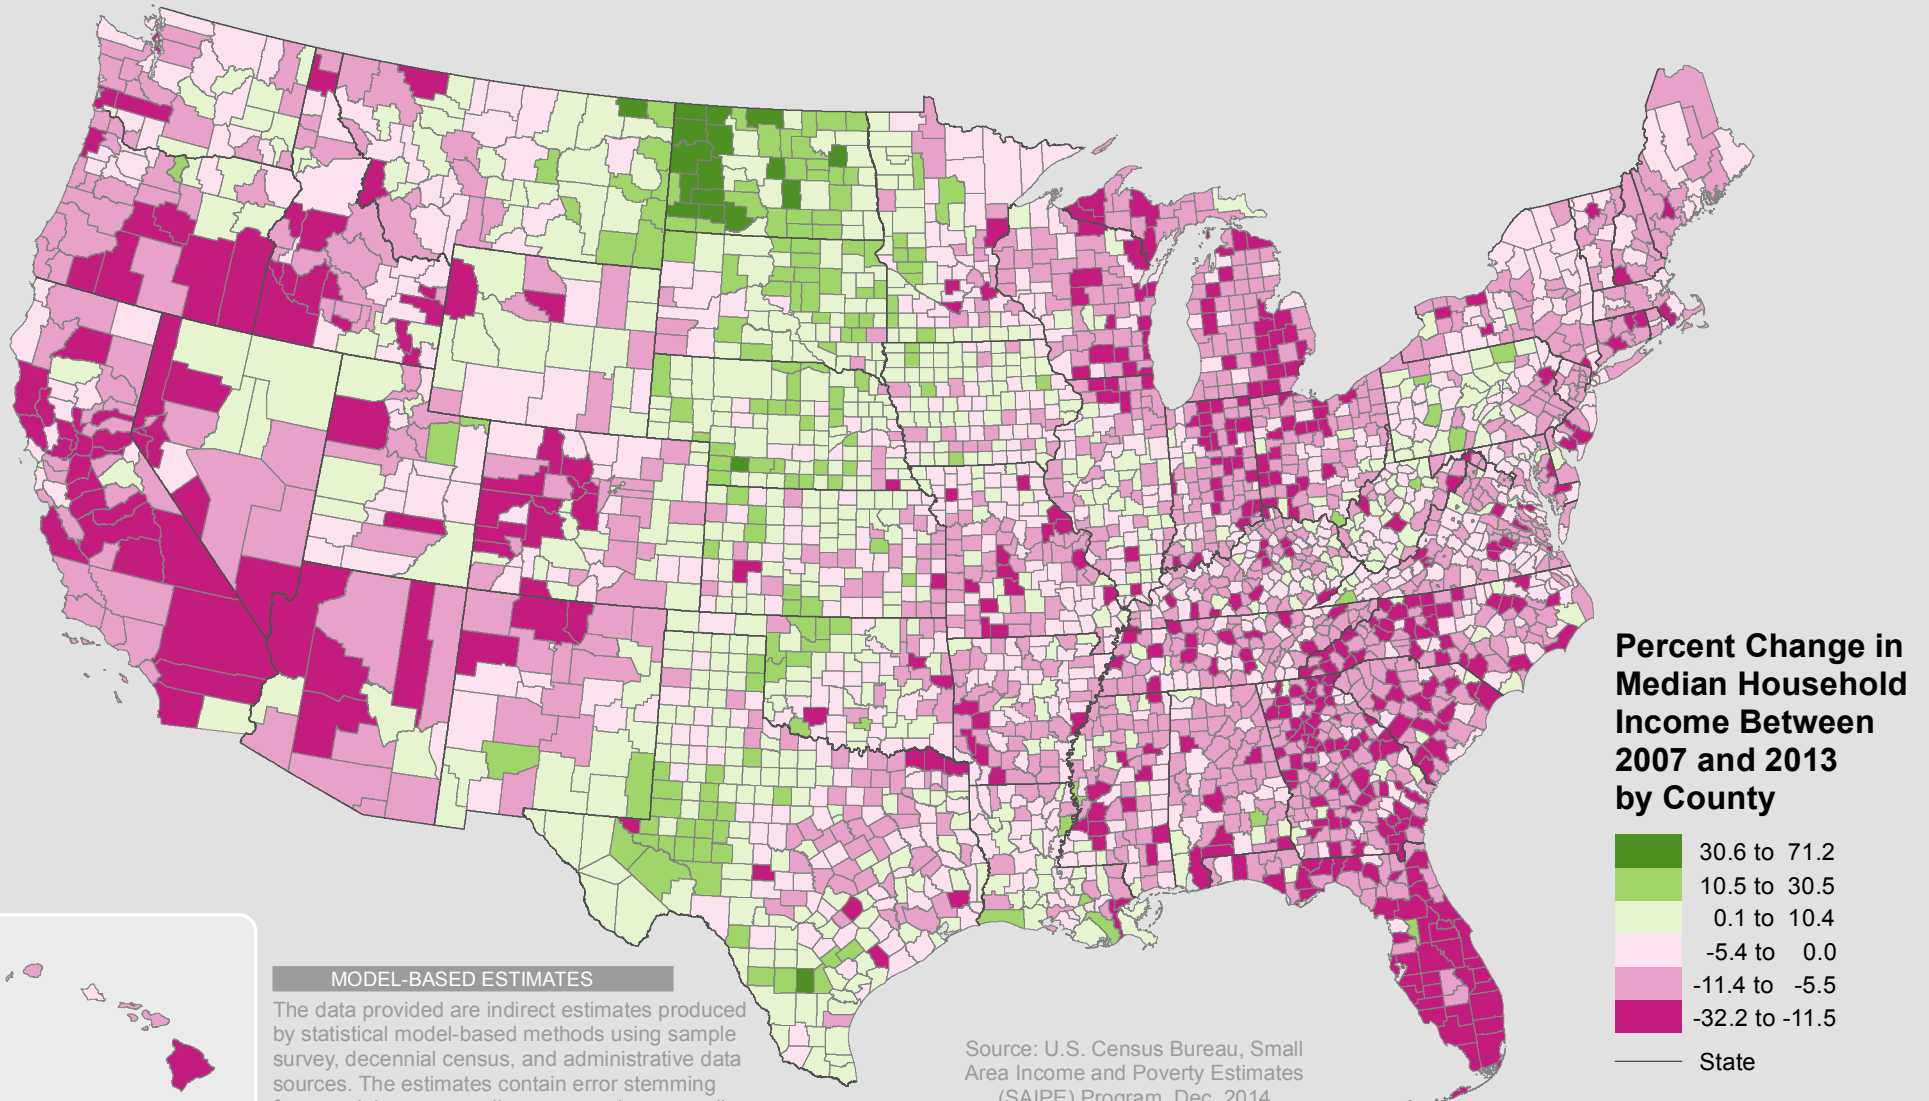 Percent Change in
Median Household
Income Between
2007 and 2013
by County
30.6 to 71.2
10.5 to 30.5
0.1 to 10.4
-5.4 to 0.0
-11.4 to -5.5
-32.2 to -11.5
State
MODEL-BASED ESTIMATES
The data provided are indirect estimates produced
by statistical model-based methods using sample
survey, decennial census, and administrative data
sources. The estimates contain error stemming
Source: U.S. Census Bureau, Small
Area Income and Poverty Estimates
(SAIPE) Program, Dec. 2014